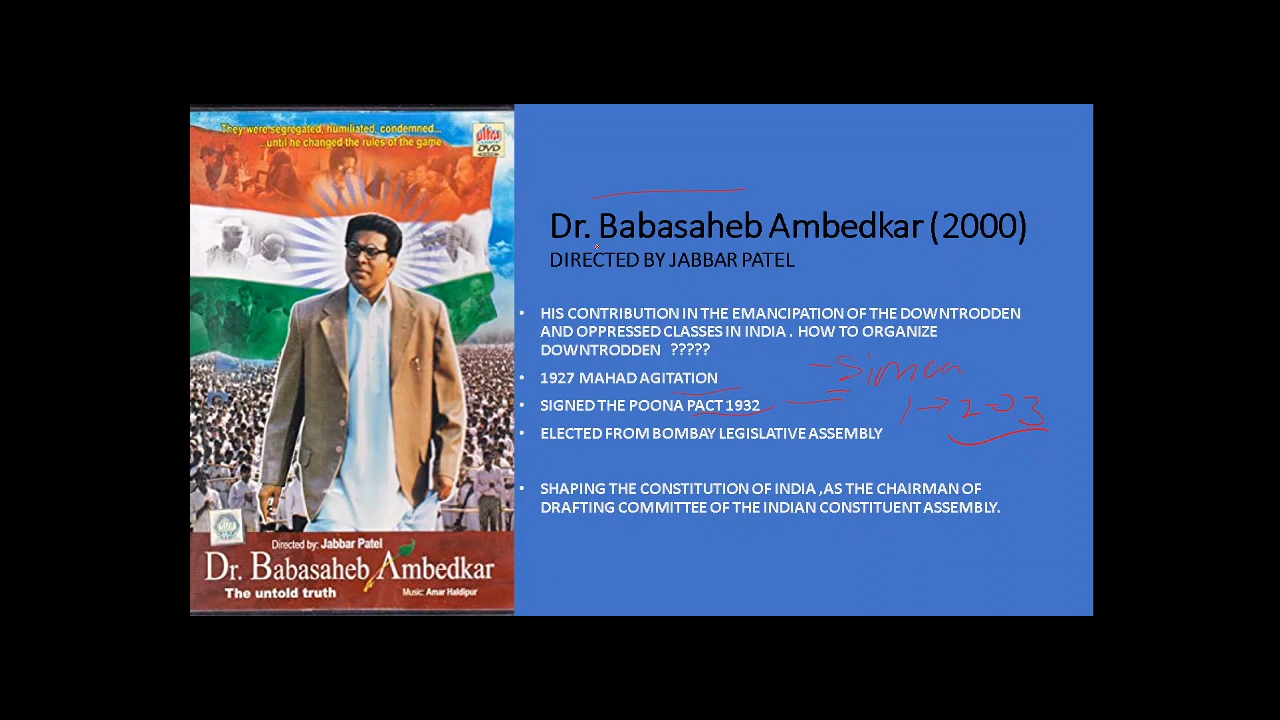 They were segregated, humiliated, condemned...
...until he changed the rules of the game
ultra
DVD
Directed by: Jabbar Patel
Dr. Babasaheb Ambedkar
The untold truth
Music: Amar Haldipur
Dr. Babasaheb Ambedkar (2000)
DIRECTED BY JABBAR PATEL
• HIS CONTRIBUTION IN THE EMANCIPATION OF THE DOWNTRODDEN
AND OPPRESSED CLASSES IN INDIA . HOW TO ORGANIZE
DOWNTRODDEN ?????
• 1927 MAHAD AGITATION
- Simon
• SIGNED THE POONA PACT 1932
1 → 203
• ELECTED FROM BOMBAY LEGISLATIVE ASSEMBLY
• SHAPING THE CONSTITUTION OF INDIA ,AS THE CHAIRMAN OF
DRAFTING COMMITTEE OF THE INDIAN CONSTITUENT ASSEMBLY.